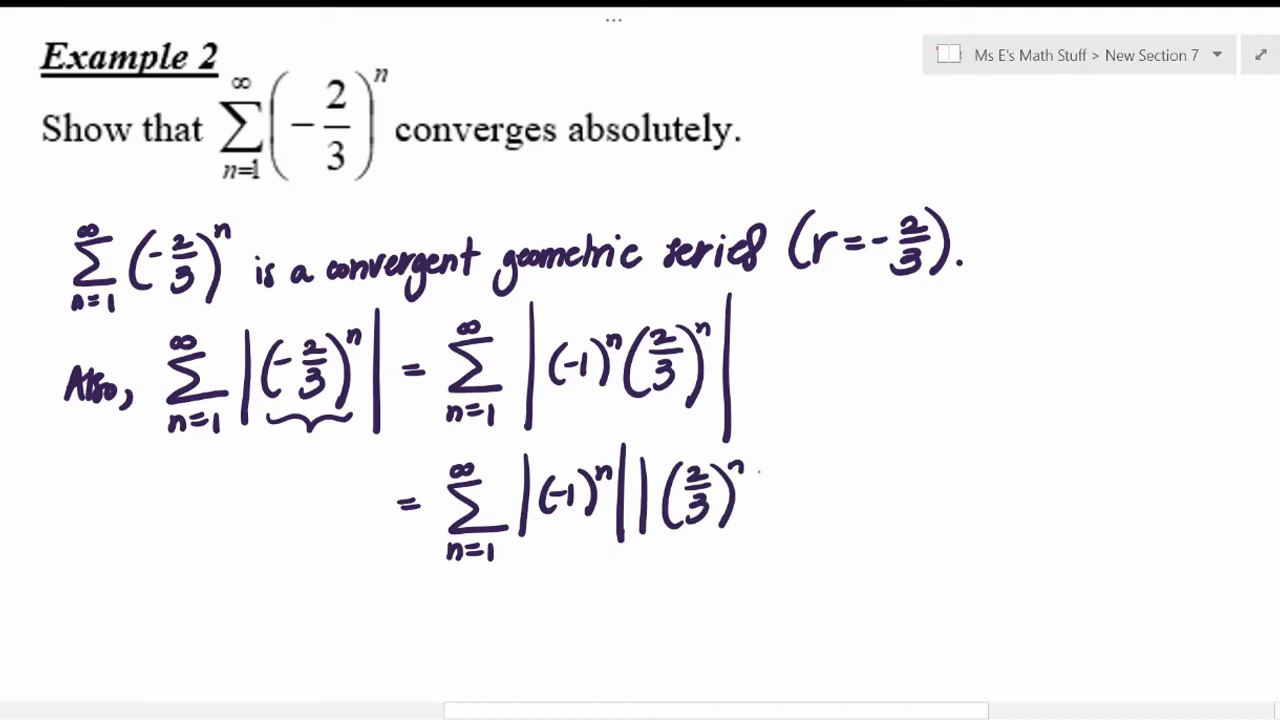 ...
Example 2
Ms E's Math Stuff > New Section 7
Show that ∑_{n=1}^{∞} (−2/3)^n converges absolutely.
∑_{n=1}^{∞} (−2/3)^n is a convergent geometric series (r = −2/3).
Also, ∑_{n=1}^{∞} |(−2/3)^n| = ∑_{n=1}^{∞} |(−1)^n (2/3)^n|
= ∑_{n=1}^{∞} |(−1)^n| |(2/3)^n